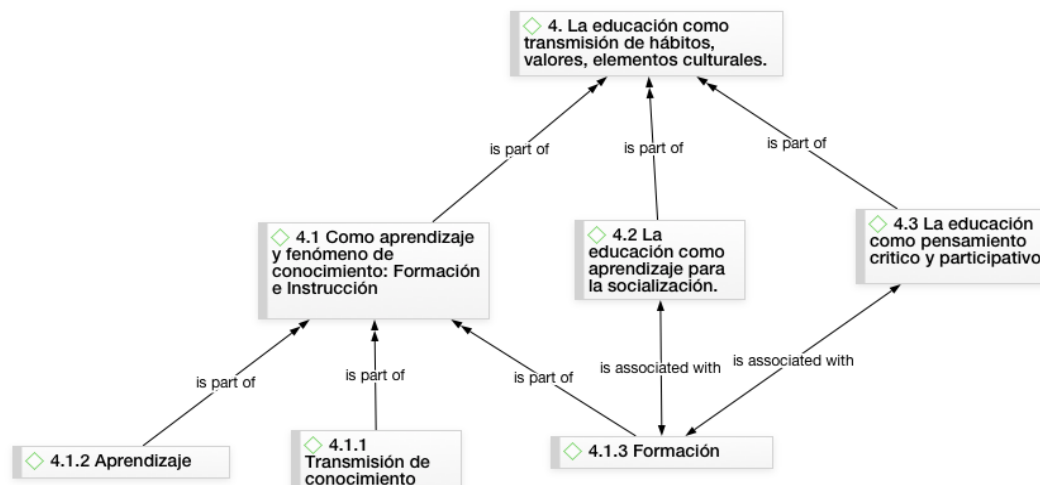 4. La educación como
transmisión de hábitos,
valores, elementos culturales.
is part of
is part of
is part of
4.1 Como aprendizaje
y fenómeno de
conocimiento: Formación
e Instrucción
4.2 La
educación como
aprendizaje para
la socialización.
4.3 La educación
como pensamiento
critico y participativo
is part of
is part of
is part of
is associated with
is associated with
4.1.2 Aprendizaje
4.1.1
Transmisión de
conocimiento
4.1.3 Formación